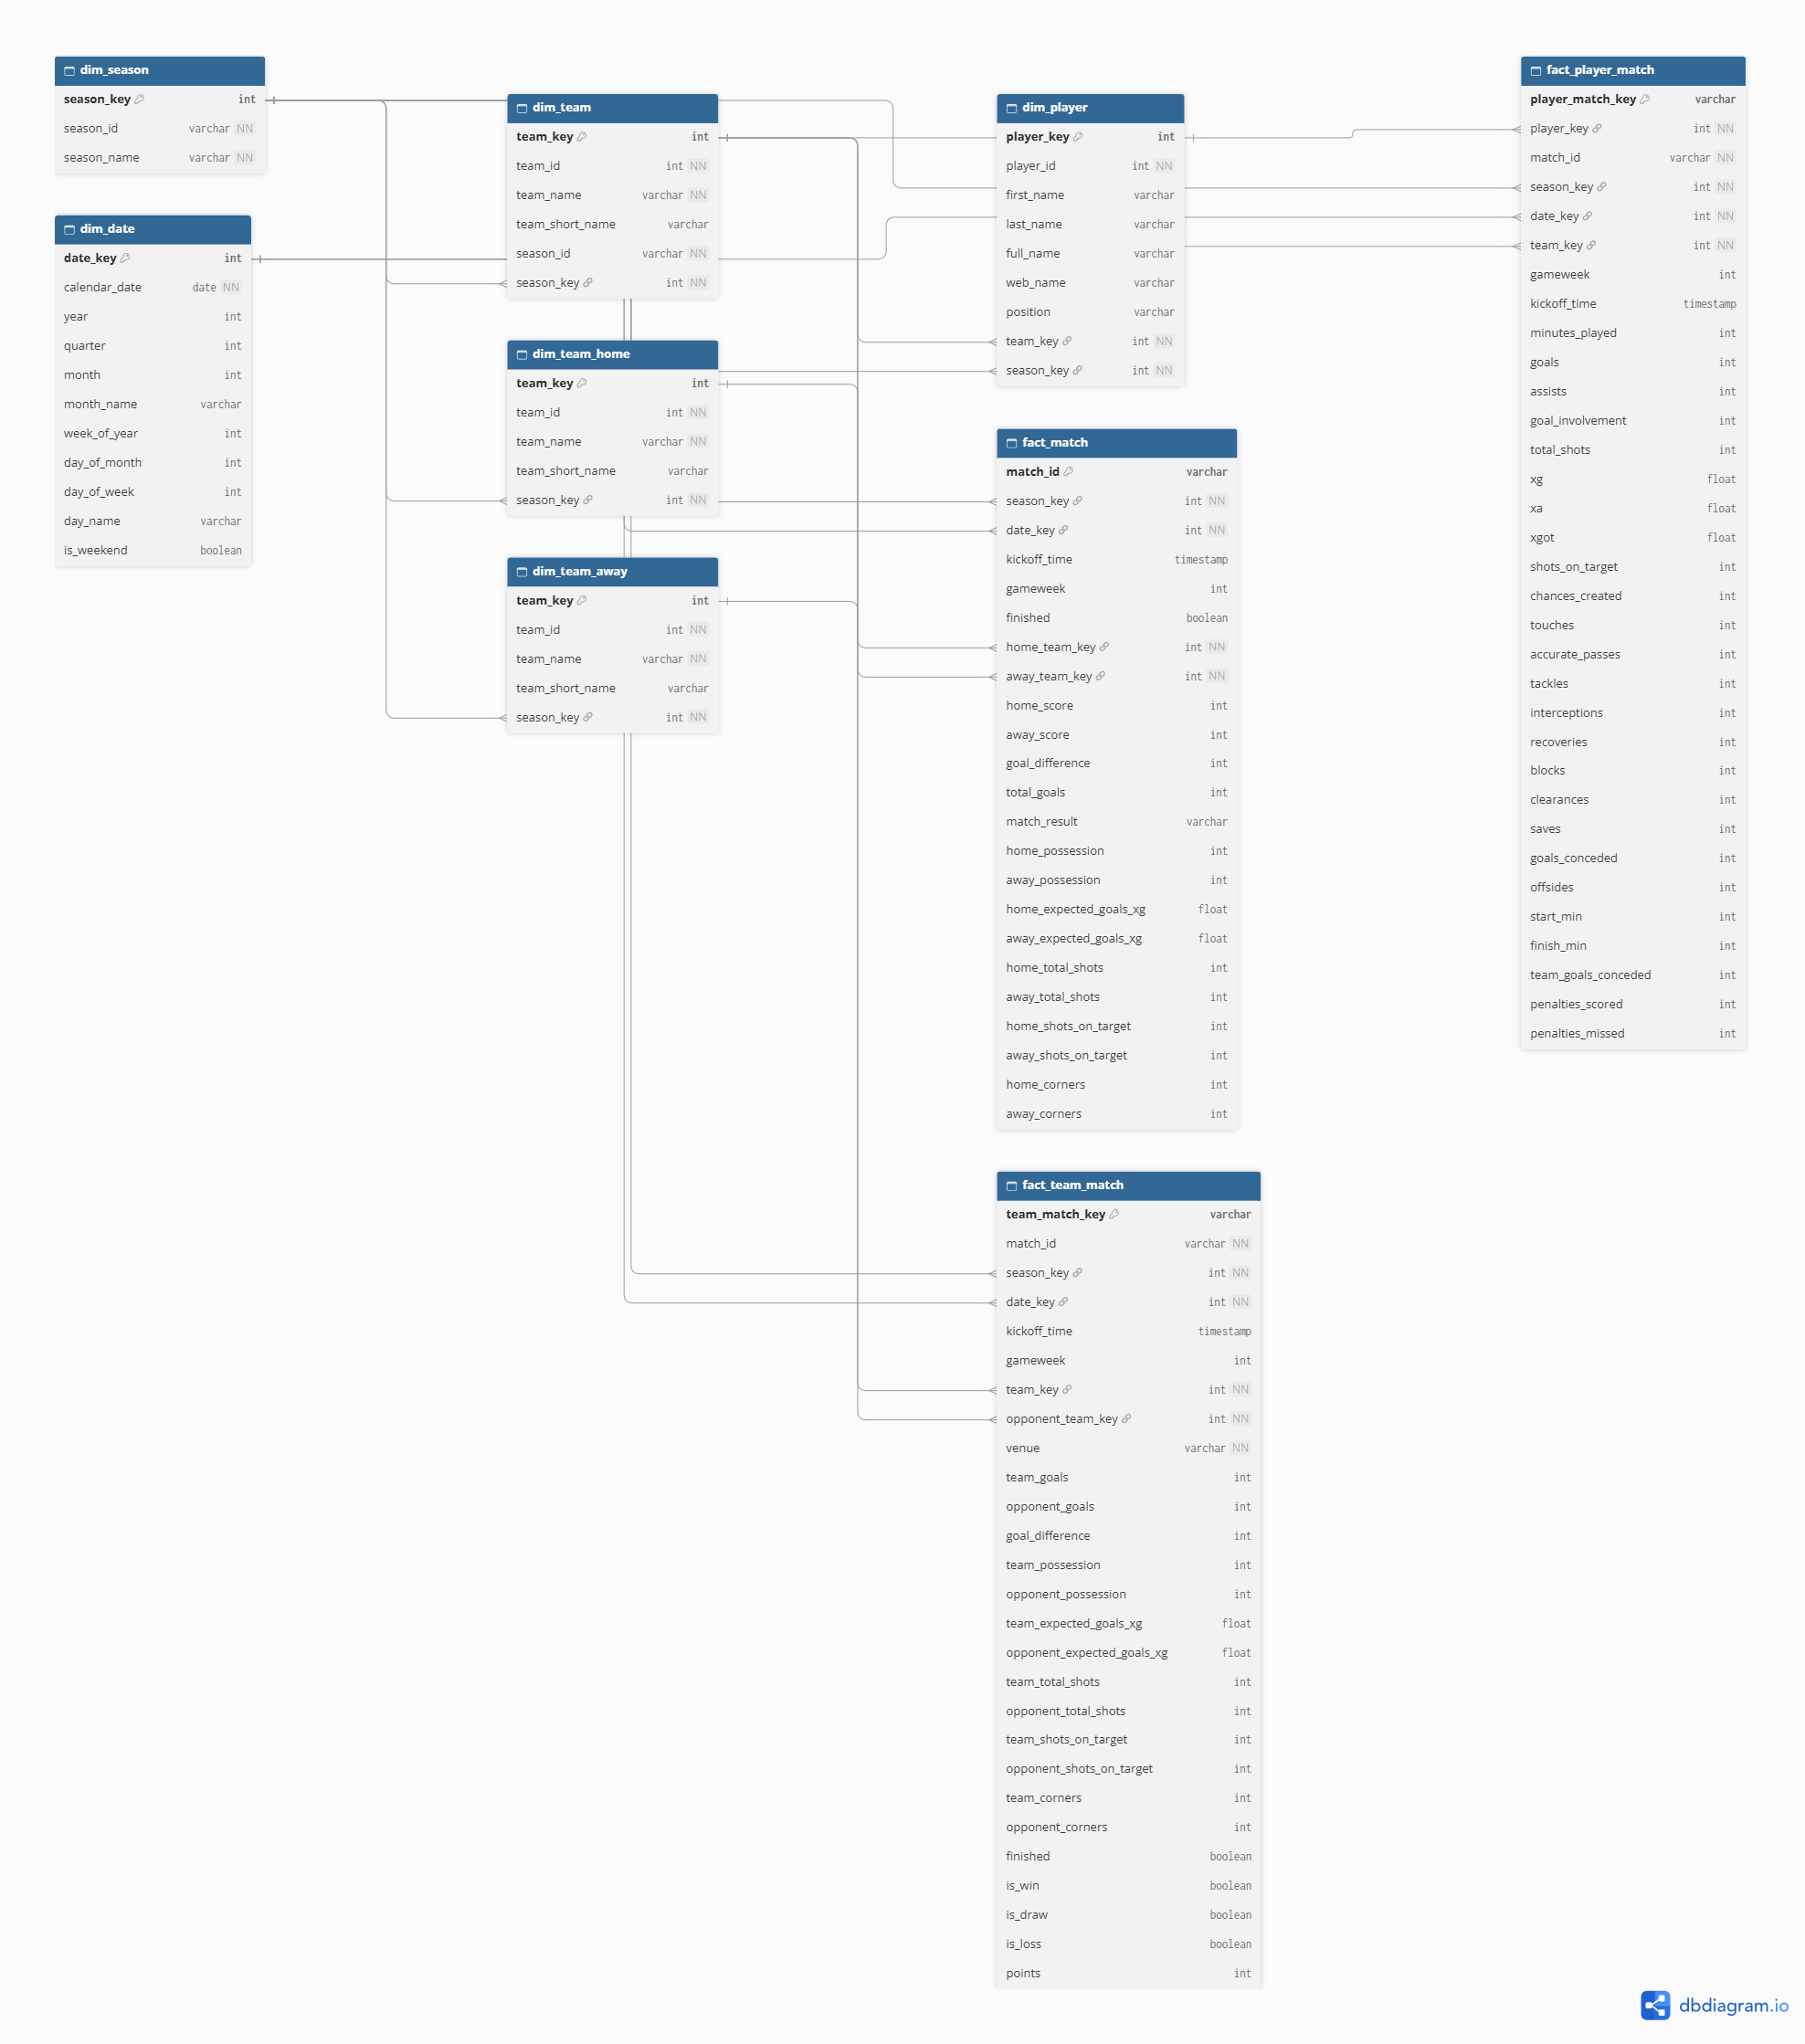 dim_season
season_key int
season_id varchar NN
season_name varchar NN
dim_date
date_key int
calendar_date date NN
year int
quarter int
month int
month_name varchar
week_of_year int
day_of_month int
day_of_week int
day_name varchar
is_weekend boolean
dim_team
team_key int
team_id int NN
team_name varchar NN
team_short_name varchar
season_id varchar NN
season_key int NN
dim_team_home
team_key int
team_id int NN
team_name varchar NN
team_short_name varchar
season_key int NN
dim_team_away
team_key int
team_id int NN
team_name varchar NN
team_short_name varchar
season_key int NN
dim_player
player_key int
player_id int NN
first_name varchar
last_name varchar
full_name varchar
web_name varchar
position varchar
team_key int NN
season_key int NN
fact_match
match_id varchar
season_key int NN
date_key int NN
kickoff_time timestamp
gameweek int
finished boolean
home_team_key int NN
away_team_key int NN
home_score int
away_score int
goal_difference int
total_goals int
match_result varchar
home_possession int
away_possession int
home_expected_goals_xg float
away_expected_goals_xg float
home_total_shots int
away_total_shots int
home_shots_on_target int
away_shots_on_target int
home_corners int
away_corners int
fact_team_match
team_match_key varchar
match_id varchar NN
season_key int NN
date_key int NN
kickoff_time timestamp
gameweek int
team_key int NN
opponent_team_key int NN
venue varchar NN
team_goals int
opponent_goals int
goal_difference int
team_possession int
opponent_possession int
team_expected_goals_xg float
opponent_expected_goals_xg float
team_total_shots int
opponent_total_shots int
team_shots_on_target int
opponent_shots_on_target int
team_corners int
opponent_corners int
finished boolean
is_win boolean
is_draw boolean
is_loss boolean
points int
fact_player_match
player_match_key varchar
player_key int NN
match_id varchar NN
season_key int NN
date_key int NN
team_key int NN
gameweek int
kickoff_time timestamp
minutes_played int
goals int
assists int
goal_involvement int
total_shots int
xg float
xa float
xgot float
shots_on_target int
chances_created int
touches int
accurate_passes int
tackles int
interceptions int
recoveries int
blocks int
clearances int
saves int
goals_conceded int
offsides int
start_min int
finish_min int
team_goals_conceded int
penalties_scored int
penalties_missed int
dbdiagram.io